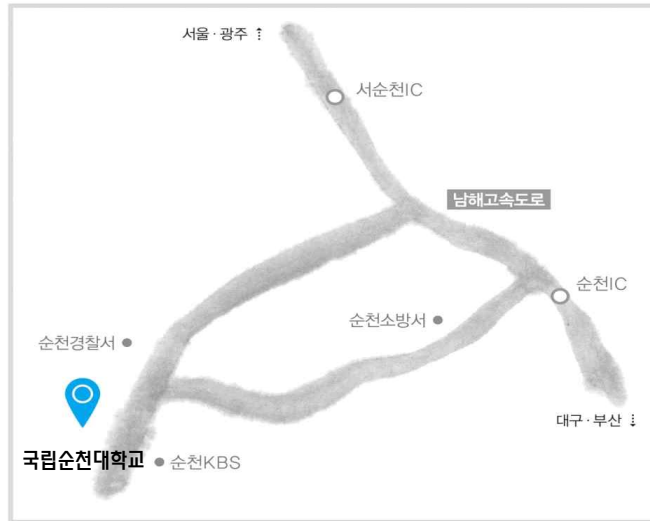 서울·광주 ⇡
서순천IC
남해고속도로
순천IC
순천소방서
순천경찰서
대구·부산 ⇣
국립순천대학교
순천KBS